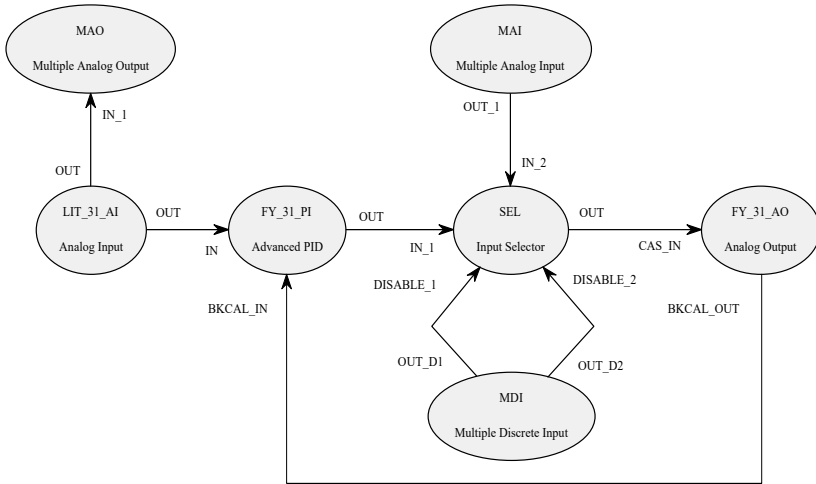 MAO
Multiple Analog Output
MAI
Multiple Analog Input
IN_1
OUT_1
OUT
IN_2
LIT_31_AI
Analog Input
OUT
IN
FY_31_PI
Advanced PID
OUT
IN_1
SEL
Input Selector
OUT
CAS_IN
FY_31_AO
Analog Output
BKCAL_IN
DISABLE_1
DISABLE_2
BKCAL_OUT
OUT_D1
OUT_D2
MDI
Multiple Discrete Input